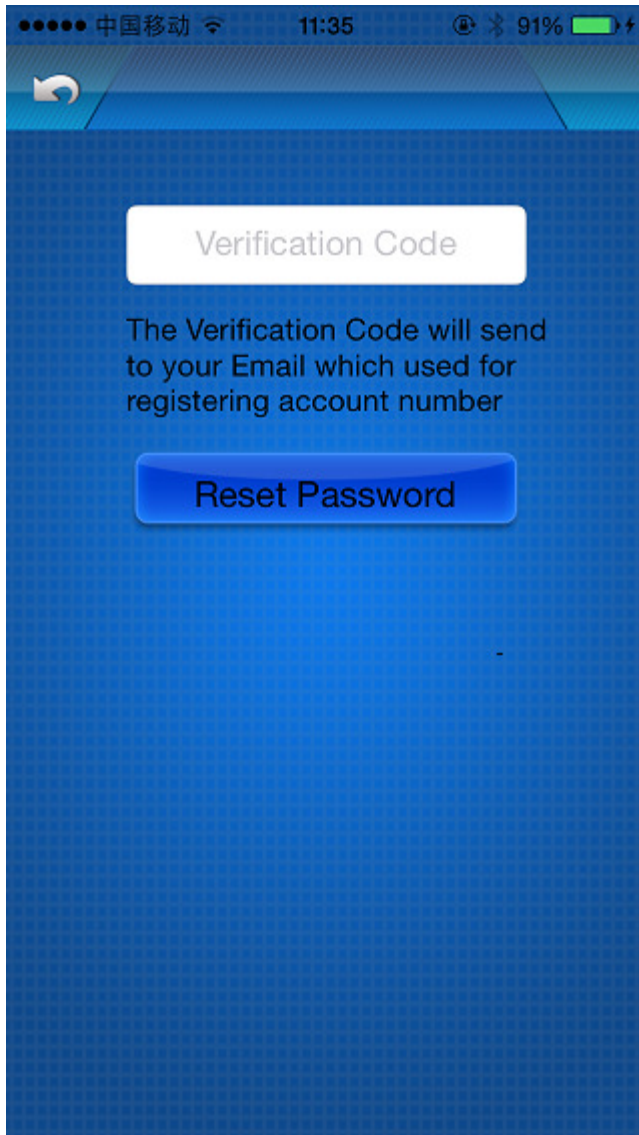 中国移动 11:35 91%
Verification Code
The Verification Code will send
to your Email which used for
registering account number
Reset Password
-